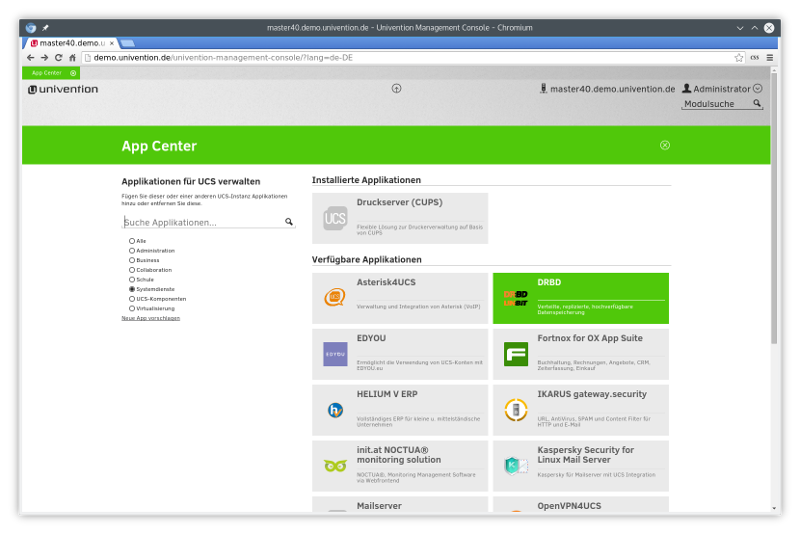 master40.demo.univention.de - Univention Management Console - Chromium
master40.demo.u
demo.univention.de/univention-management-console/?lang=de-DE
CSS
App Center
univention
master40.demo.univention.de
Administrator
Modulsuche
App Center
Applikationen für UCS verwalten
Fügen Sie dieser oder einer anderen UCS-Instanz Applikationen
hinzu oder entfernen Sie diese.
Suche Applikationen...
Alle
Administration
Business
Collaboration
Schule
Systemdienste
UCS-Komponenten
Virtualisierung
Neue App vorschlagen
Installierte Applikationen
UCS
Druckserver (CUPS)
Flexible Lösung zur Druckerverwaltung auf Basis
von CUPS
Verfügbare Applikationen
Asterisk4UCS
Verwaltung und Integration von Asterisk (VoIP)
DRBD
LINBIT
DRBD
Verteilte, replizierte, hochverfügbare
Datenspeicherung
EDYOU
EDYOU
Ermöglicht die Verwendung von UCS-Konten mit
EDYOU.eu
Fortnox for OX App Suite
Buchhaltung, Rechnungen, Angebote, CRM,
Zeiterfassung, Einkauf
HELIUM V ERP
Vollständiges ERP für kleine u. mittelständische
Unternehmen
IKARUS gateway.security
URL, AntiVirus, SPAM und Content Filter für
HTTP und E-Mail
init.at NOCTUA®
monitoring solution
NOCTUA®, Monitoring Management Software
via Webfrontend
Kaspersky Security for
Linux Mail Server
Kaspersky für Mailserver mit UCS Integration
Mailserver
OpenVPN4UCS